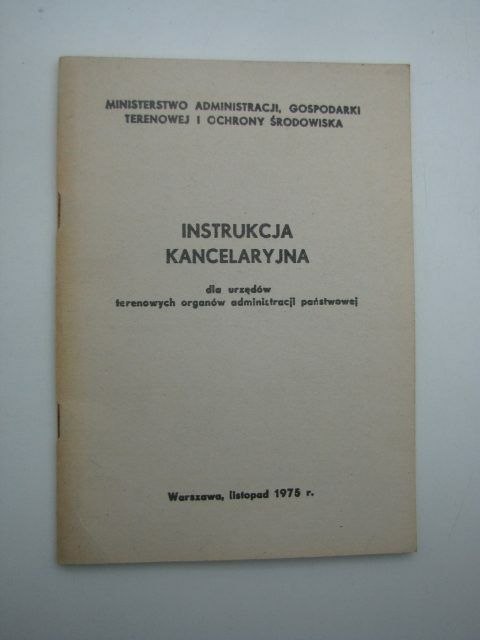 MINISTERSTWO ADMINISTRACJI, GOSPODARKI
TERENOWEJ I OCHRONY ŚRODOWISKA
INSTRUKCJA
KANCELARYJNA
dla urzędów
terenowych organów administracji państwowej
Warszawa, listopad 1975 r.